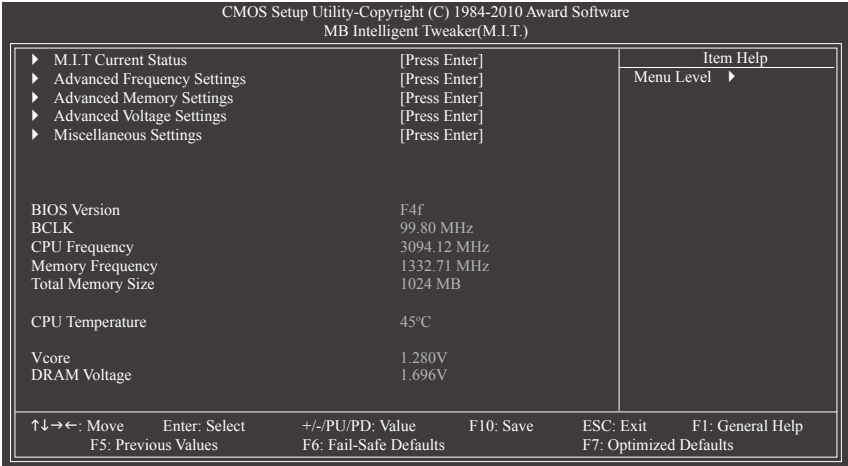 CMOS Setup Utility-Copyright (C) 1984-2010 Award Software
MB Intelligent Tweaker(M.I.T.)
M.I.T Current Status [Press Enter]
Advanced Frequency Settings [Press Enter]
Advanced Memory Settings [Press Enter]
Advanced Voltage Settings [Press Enter]
Miscellaneous Settings [Press Enter]
Item Help
Menu Level
BIOS Version F4f
BCLK 99.80 MHz
CPU Frequency 3094.12 MHz
Memory Frequency 1332.71 MHz
Total Memory Size 1024 MB
CPU Temperature 45°C
Vcore 1.280V
DRAM Voltage 1.696V
↑↓→←: Move Enter: Select +/-/PU/PD: Value F10: Save ESC: Exit F1: General Help
F5: Previous Values F6: Fail-Safe Defaults F7: Optimized Defaults